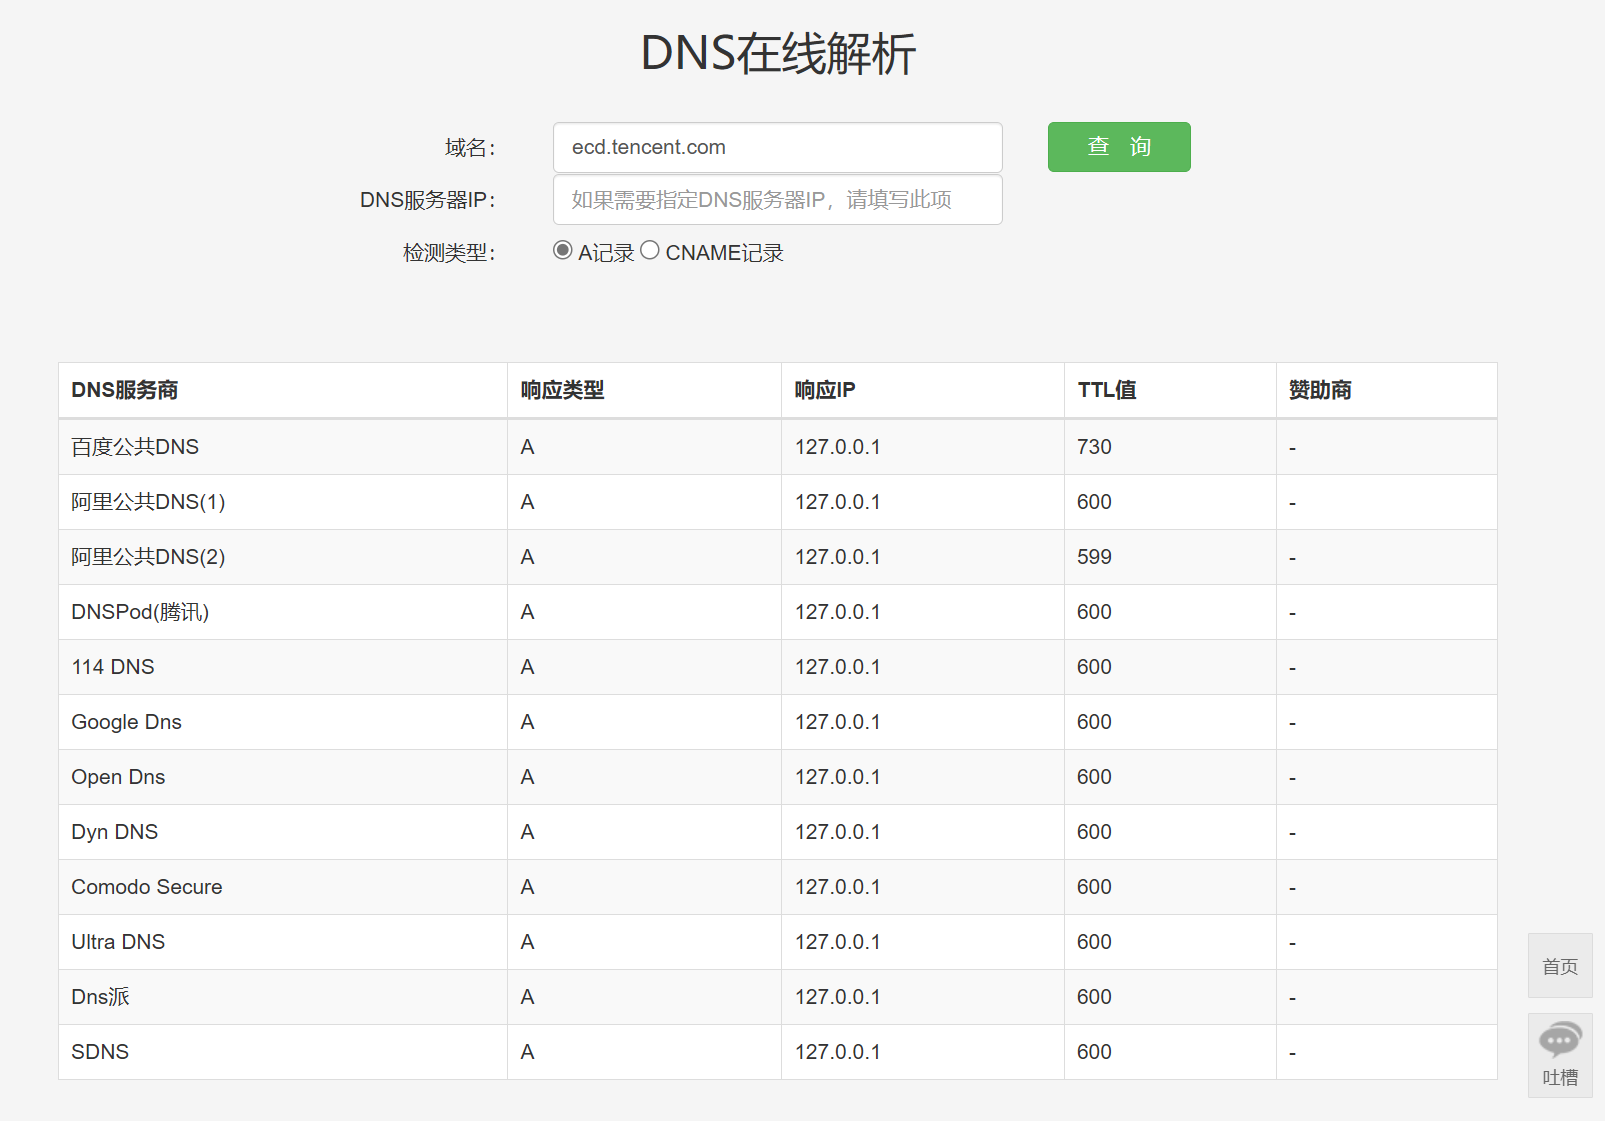 DNS在线解析
域名： ecd.tencent.com 查 询
DNS服务器IP： 如果需要指定DNS服务器IP，请填写此项
检测类型： A记录 CNAME记录
DNS服务商 响应类型 响应IP TTL值 赞助商
百度公共DNS A 127.0.0.1 730 -
阿里公共DNS(1) A 127.0.0.1 600 -
阿里公共DNS(2) A 127.0.0.1 599 -
DNSPod(腾讯) A 127.0.0.1 600 -
114 DNS A 127.0.0.1 600 -
Google Dns A 127.0.0.1 600 -
Open Dns A 127.0.0.1 600 -
Dyn DNS A 127.0.0.1 600 -
Comodo Secure A 127.0.0.1 600 -
Ultra DNS A 127.0.0.1 600 -
Dns派 A 127.0.0.1 600 -
SDNS A 127.0.0.1 600 -
首页
吐槽